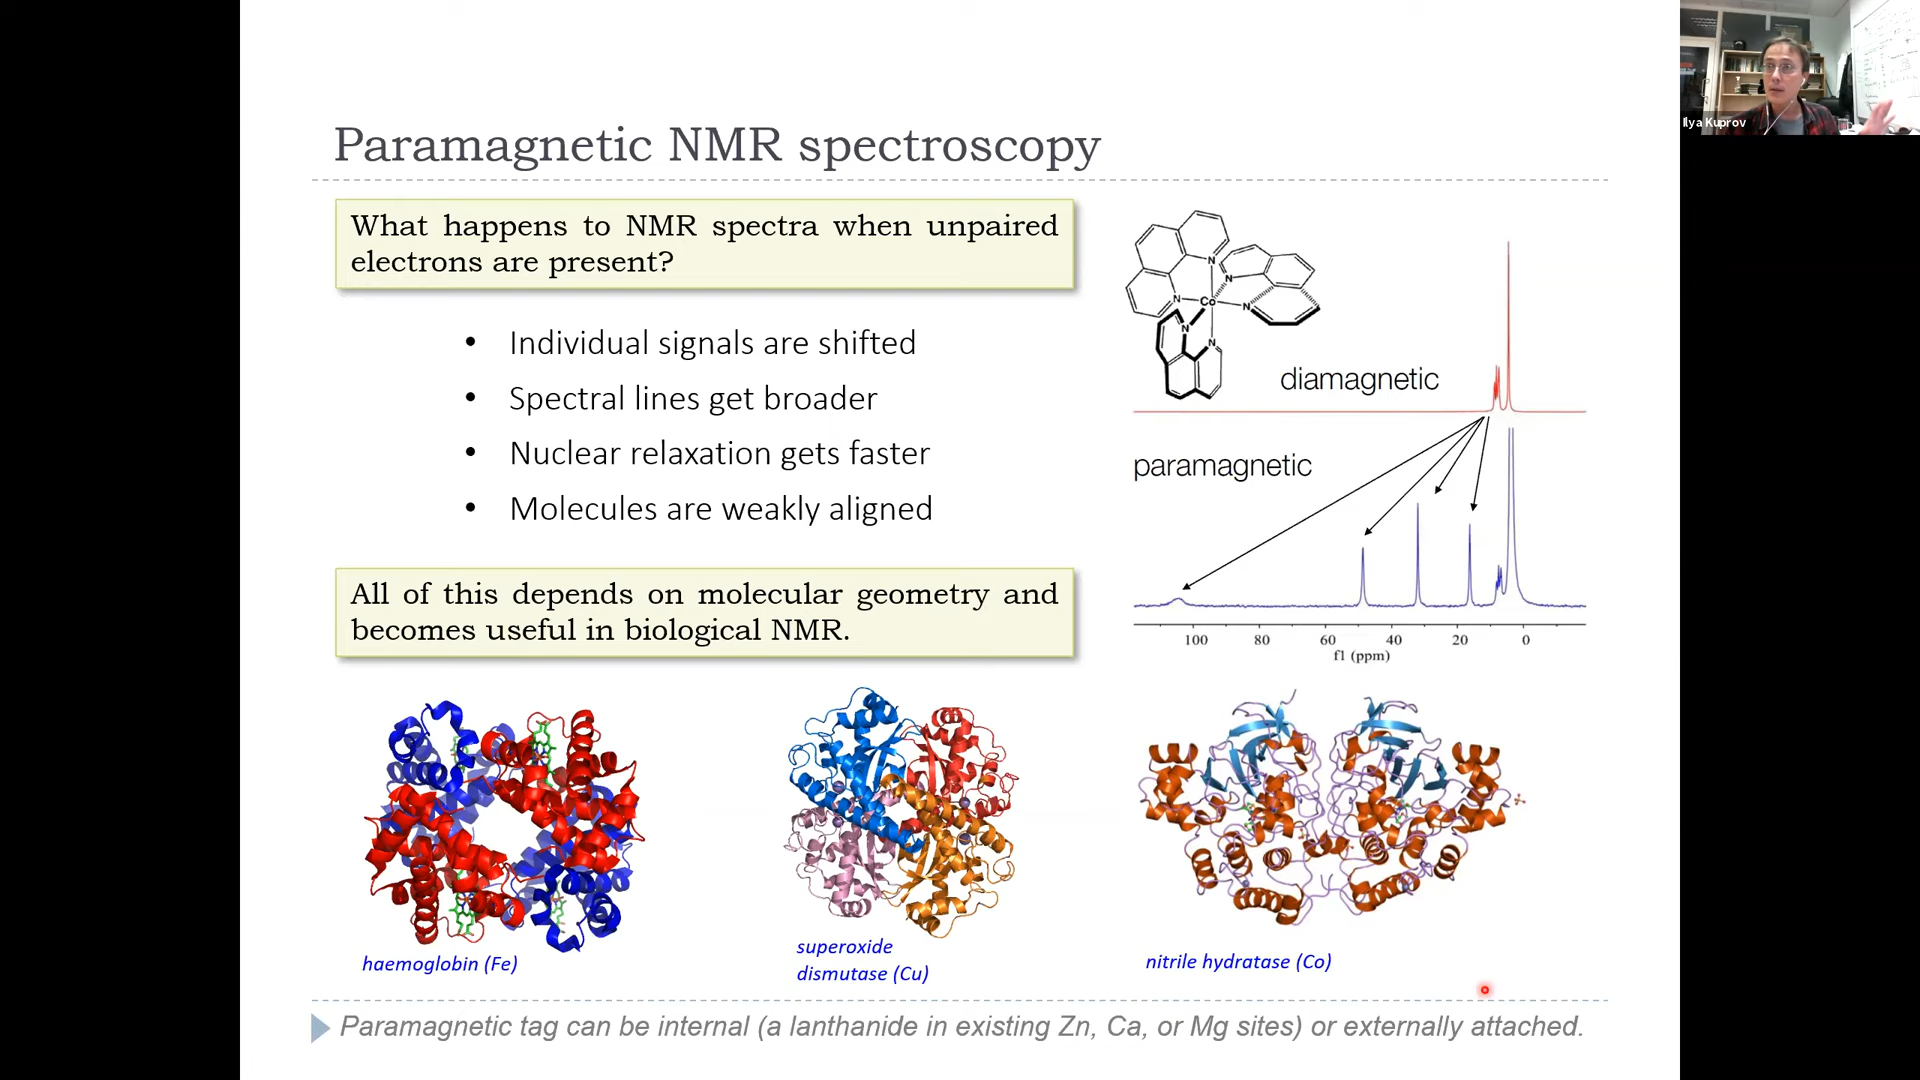 Ilya Kuprov
Paramagnetic NMR spectroscopy
What happens to NMR spectra when unpaired
electrons are present?
• Individual signals are shifted
• Spectral lines get broader
• Nuclear relaxation gets faster
• Molecules are weakly aligned
All of this depends on molecular geometry and
becomes useful in biological NMR.
N
N
N
Co
N
N
N
diamagnetic
paramagnetic
100 80 60 40 20 0
f1 (ppm)
haemoglobin (Fe)
superoxide
dismutase (Cu)
nitrile hydratase (Co)
Paramagnetic tag can be internal (a lanthanide in existing Zn, Ca, or Mg sites) or externally attached.